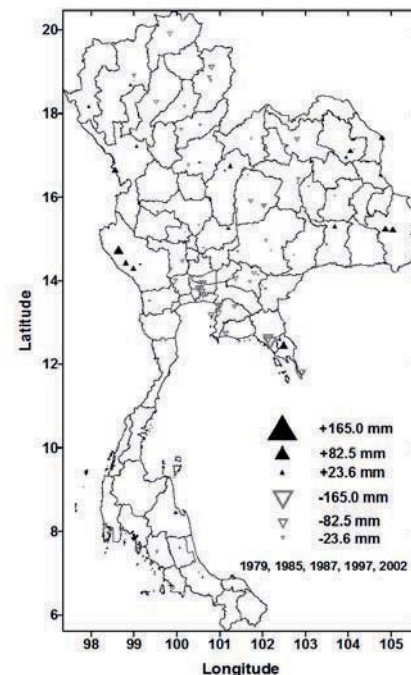 20
18
16
14
12
10
8
6
Latitude
+165.0 mm
+82.5 mm
+23.6 mm
-165.0 mm
-82.5 mm
-23.6 mm
1979, 1985, 1987, 1997, 2002
98 99 100 101 102 103 104 105
Longitude